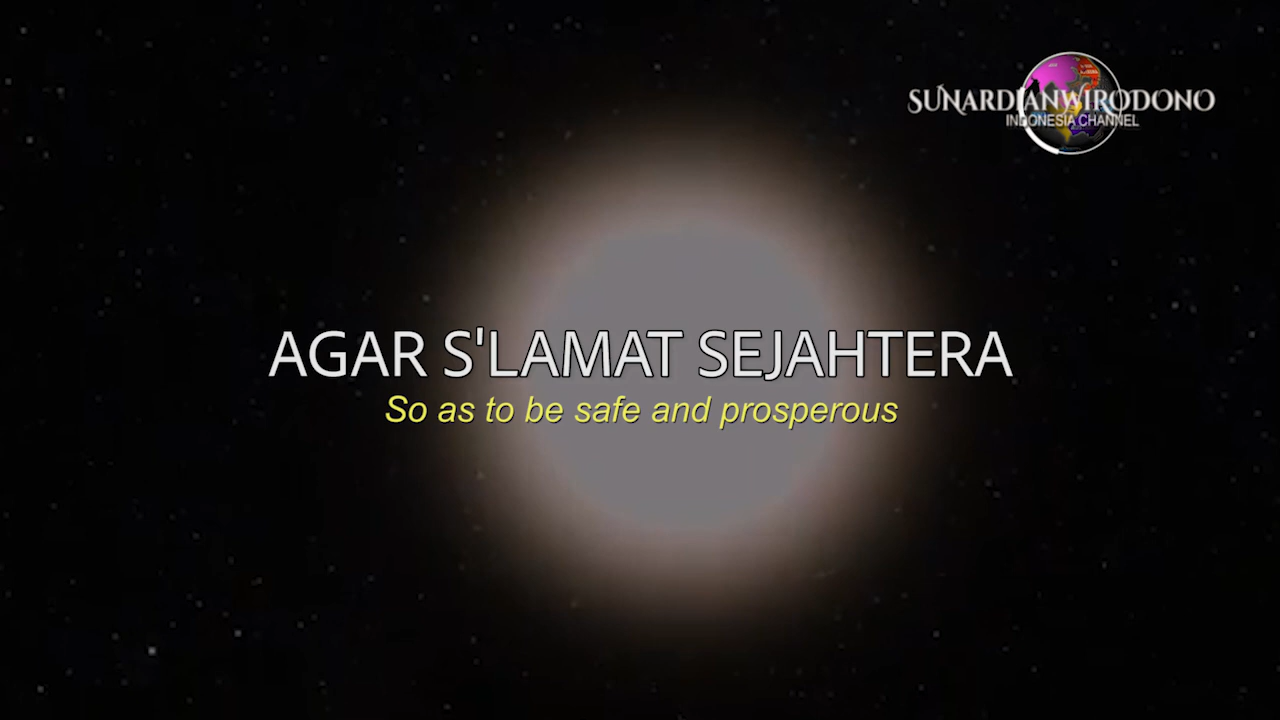 SUNARDIANWIRODONO
INDONESIA CHANNEL
AGAR S'LAMAT SEJAHTERA
So as to be safe and prosperous